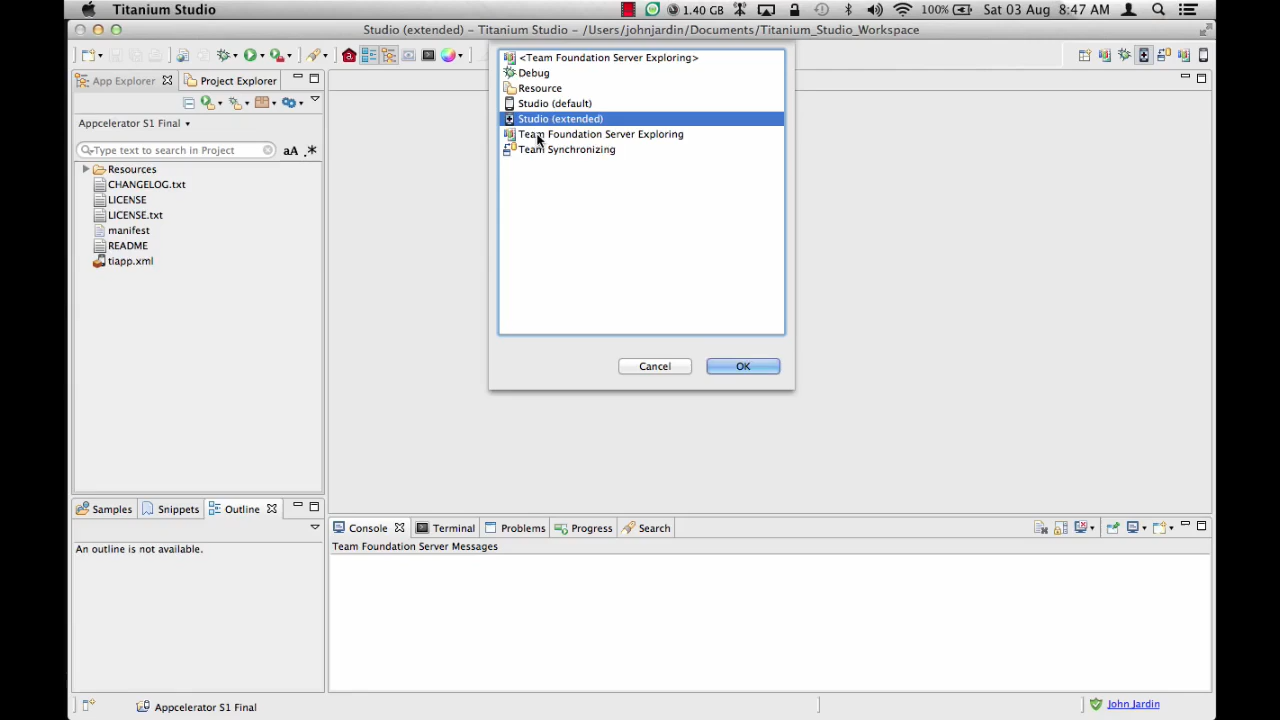 Titanium Studio
1.40 GB
100%
Sat 03 Aug 8:47 AM
Studio (extended) – Titanium Studio – /Users/johnjardin/Documents/Titanium_Studio_Workspace
App Explorer
Project Explorer
Appcelerator S1 Final
Type text to search in Project
aA .*
Resources
CHANGELOG.txt
LICENSE
LICENSE.txt
manifest
README
tiapp.xml
<Team Foundation Server Exploring>
Debug
Resource
Studio (default)
Studio (extended)
Team Foundation Server Exploring
Team Synchronizing
Cancel
OK
Samples
Snippets
Outline
An outline is not available.
Console
Terminal
Problems
Progress
Search
Team Foundation Server Messages
Appcelerator S1 Final
John Jardin